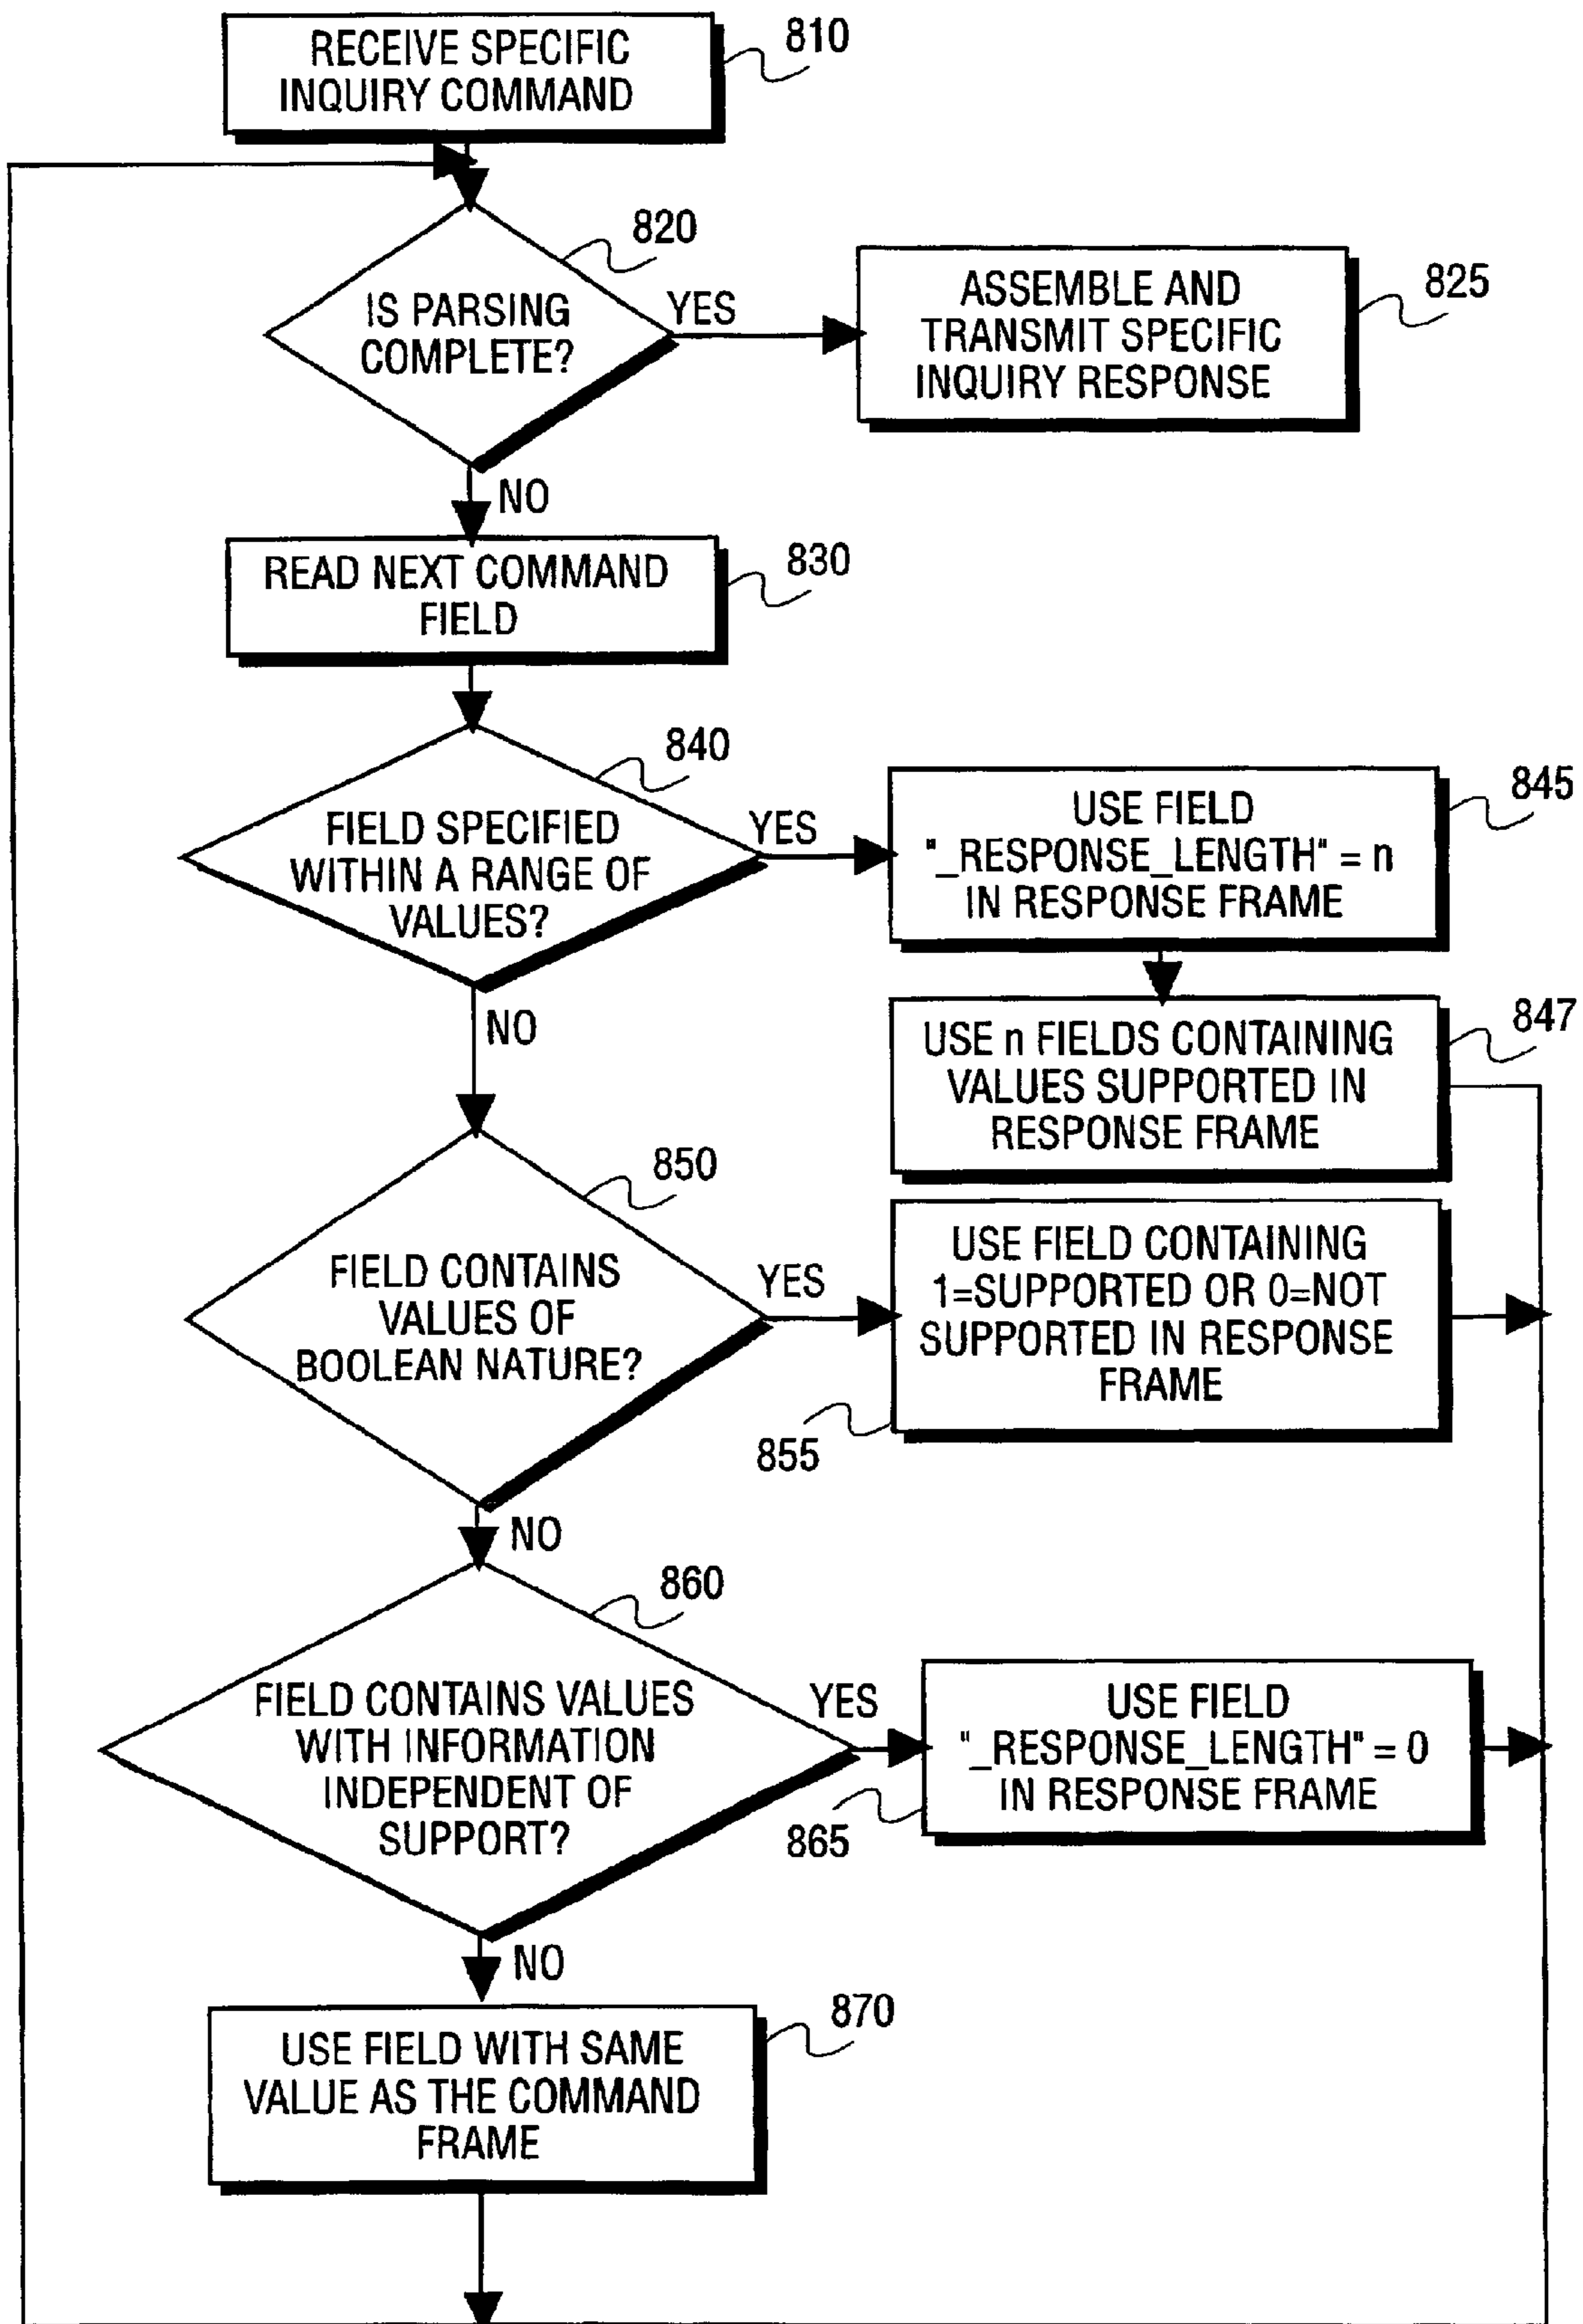 RECEIVE SPECIFIC
INQUIRY COMMAND
810
IS PARSING
COMPLETE?
820
YES
ASSEMBLE AND
TRANSMIT SPECIFIC
INQUIRY RESPONSE
825
NO
READ NEXT COMMAND
FIELD
830
FIELD SPECIFIED
WITHIN A RANGE OF
VALUES?
840
YES
USE FIELD
"_RESPONSE_LENGTH" = n
IN RESPONSE FRAME
845
USE n FIELDS CONTAINING
VALUES SUPPORTED IN
RESPONSE FRAME
847
NO
FIELD CONTAINS
VALUES OF
BOOLEAN NATURE?
850
YES
USE FIELD CONTAINING
1=SUPPORTED OR 0=NOT
SUPPORTED IN RESPONSE
FRAME
855
NO
FIELD CONTAINS VALUES
WITH INFORMATION
INDEPENDENT OF
SUPPORT?
860
YES
USE FIELD
"_RESPONSE_LENGTH" = 0
IN RESPONSE FRAME
865
NO
USE FIELD WITH SAME
VALUE AS THE COMMAND
FRAME
870